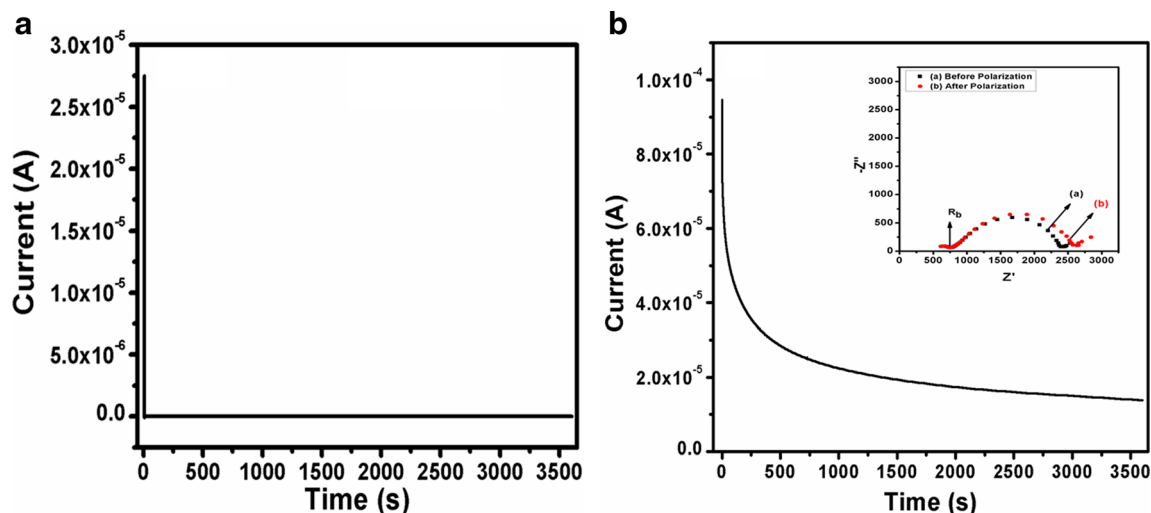 a
3.0x10⁻⁵
2.5x10⁻⁵
2.0x10⁻⁵
1.5x10⁻⁵
1.0x10⁻⁵
5.0x10⁻⁶
0.0
Current (A)
0 500 1000 1500 2000 2500 3000 3500
Time (s)
b
1.0x10⁻⁴
8.0x10⁻⁵
6.0x10⁻⁵
4.0x10⁻⁵
2.0x10⁻⁵
0.0
Current (A)
0 500 1000 1500 2000 2500 3000 3500
Time (s)
(a) Before Polarization
(b) After Polarization
3000
2500
2000
1500
1000
500
0
-Z"
R_b
(a)
(b)
0 500 1000 1500 2000 2500 3000
Z'